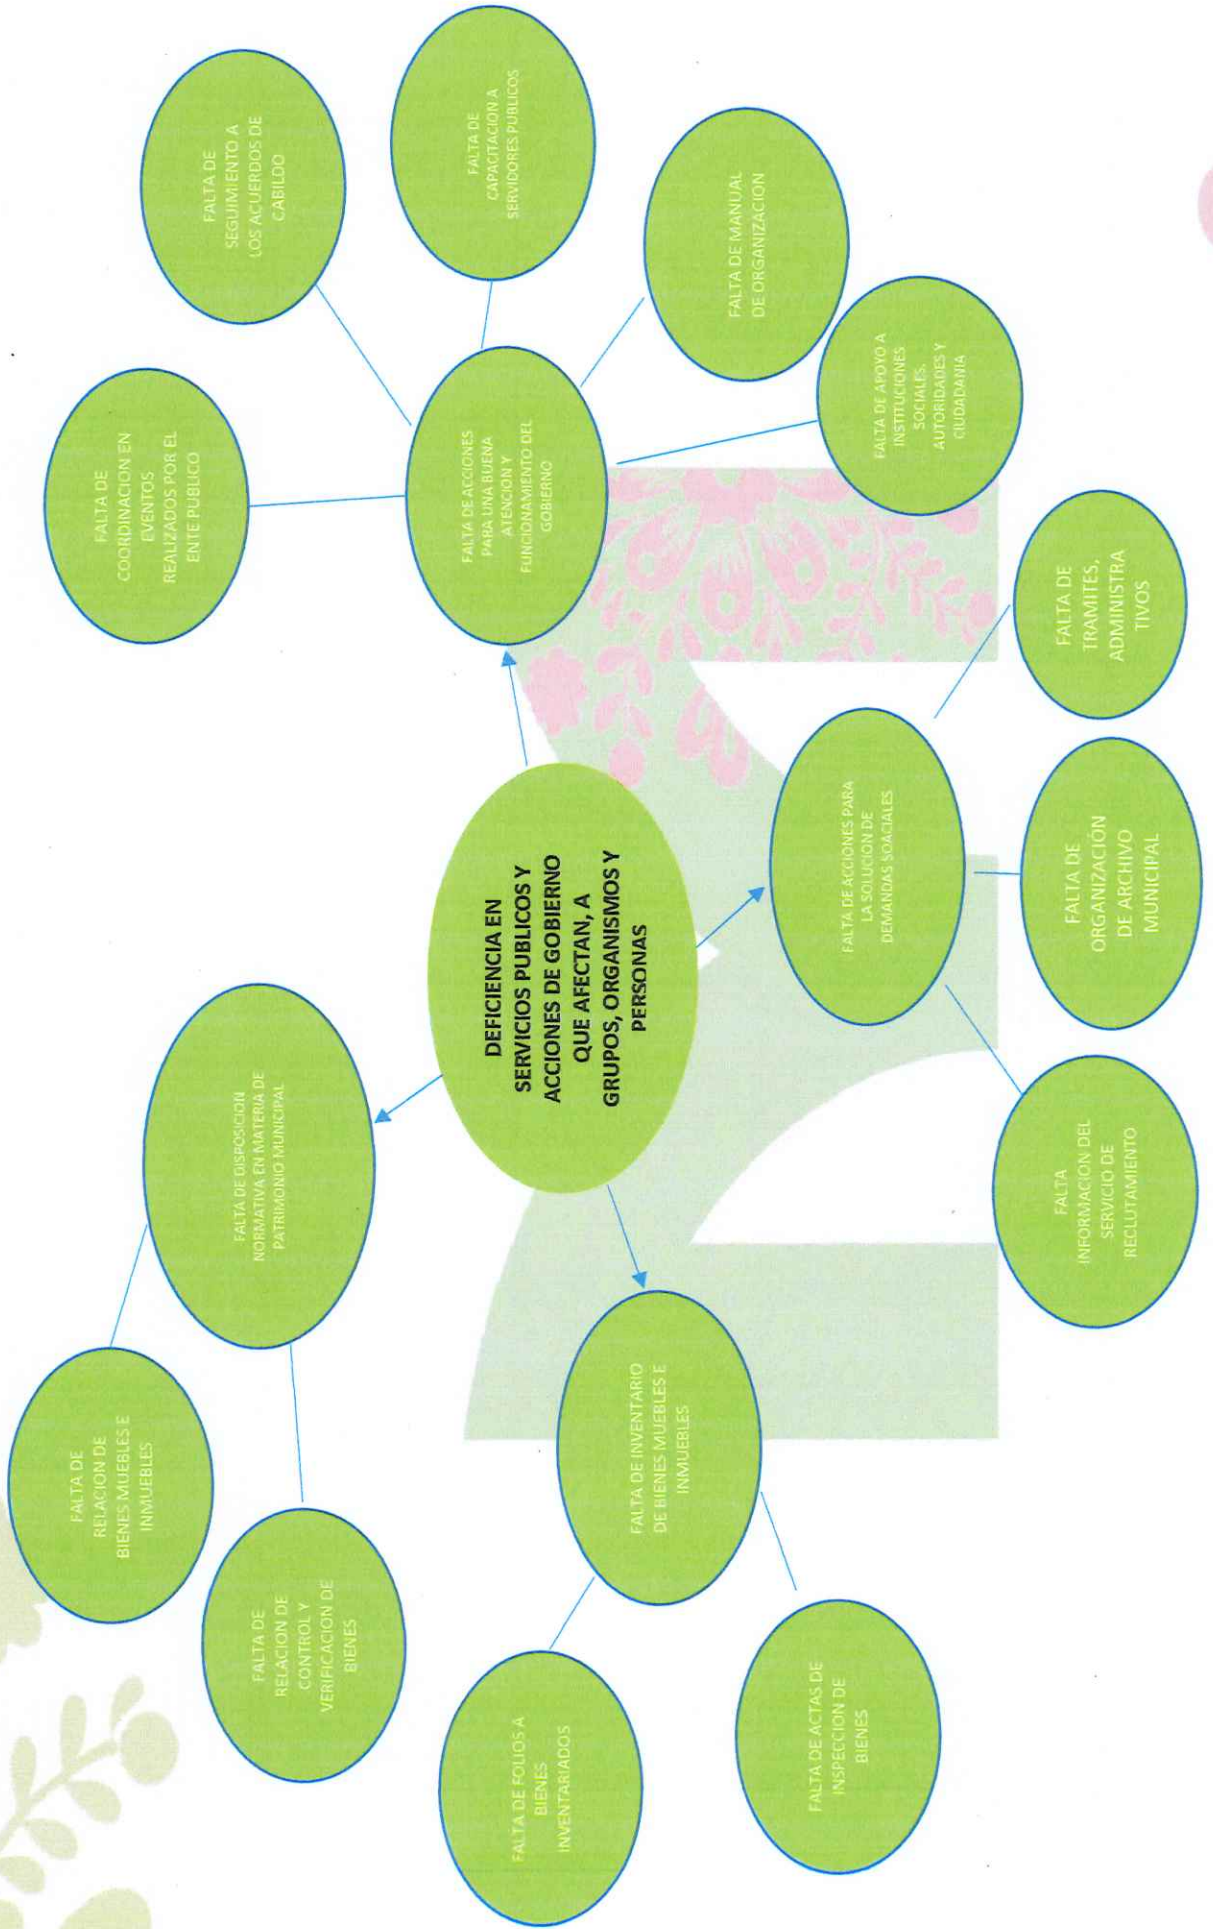 FALTA DE
RELACION DE
BIENES MUEBLES E
INMUEBLES
FALTA DE
RELACION DE
CONTROL Y
VERIFICACION DE
BIENES
FALTA DE DISPOSICION
NORMATIVA EN MATERIA DE
PATRIMONIO MUNICIPAL
FALTA DE
COORDINACION EN
EVENTOS
REALIZADOS POR EL
ENTE PUBLICO
FALTA DE
SEGUIMIENTO A
LOS ACUERDOS DE
CABILDO
FALTA DE
CAPACITACION A
SERVIDORES PUBLICOS
FALTA DE ACCIONES
PARA UNA BUENA
ATENCION Y
FUNCIONAMIENTO DEL
GOBIERNO
FALTA DE MANUAL
DE ORGANIZACION
FALTA DE APOYO A
INSTITUCIONES
SOCIALES,
AUTORIDADES Y
CIUDADANIA
DEFICIENCIA EN
SERVICIOS PUBLICOS Y
ACCIONES DE GOBIERNO
QUE AFECTAN, A
GRUPOS, ORGANISMOS Y
PERSONAS
FALTA DE FOLIOS A
BIENES
INVENTARIADOS
FALTA DE INVENTARIO
DE BIENES MUEBLES E
INMUEBLES
FALTA DE ACTAS DE
INSPECCION DE
BIENES
FALTA DE ACCIONES PARA
LA SOLUCION DE
DEMANDAS SOACIALES
FALTA
INFORMACION DEL
SERVICIO DE
RECLUTAMIENTO
FALTA DE
ORGANIZACIÓN
DE ARCHIVO
MUNICIPAL
FALTA DE
TRAMITES,
ADMINISTRA
TIVOS